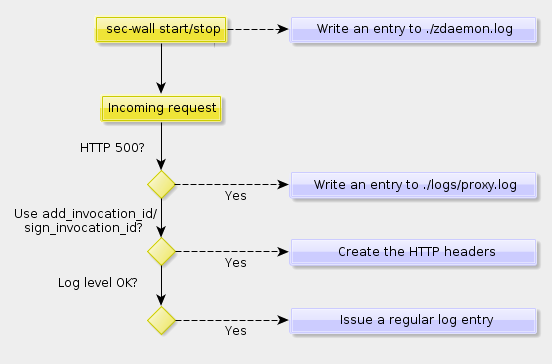 sec-wall start/stop
Write an entry to ./zdaemon.log
Incoming request
HTTP 500?
Write an entry to ./logs/proxy.log
Yes
Use add_invocation_id/
sign_invocation_id?
Create the HTTP headers
Yes
Log level OK?
Issue a regular log entry
Yes